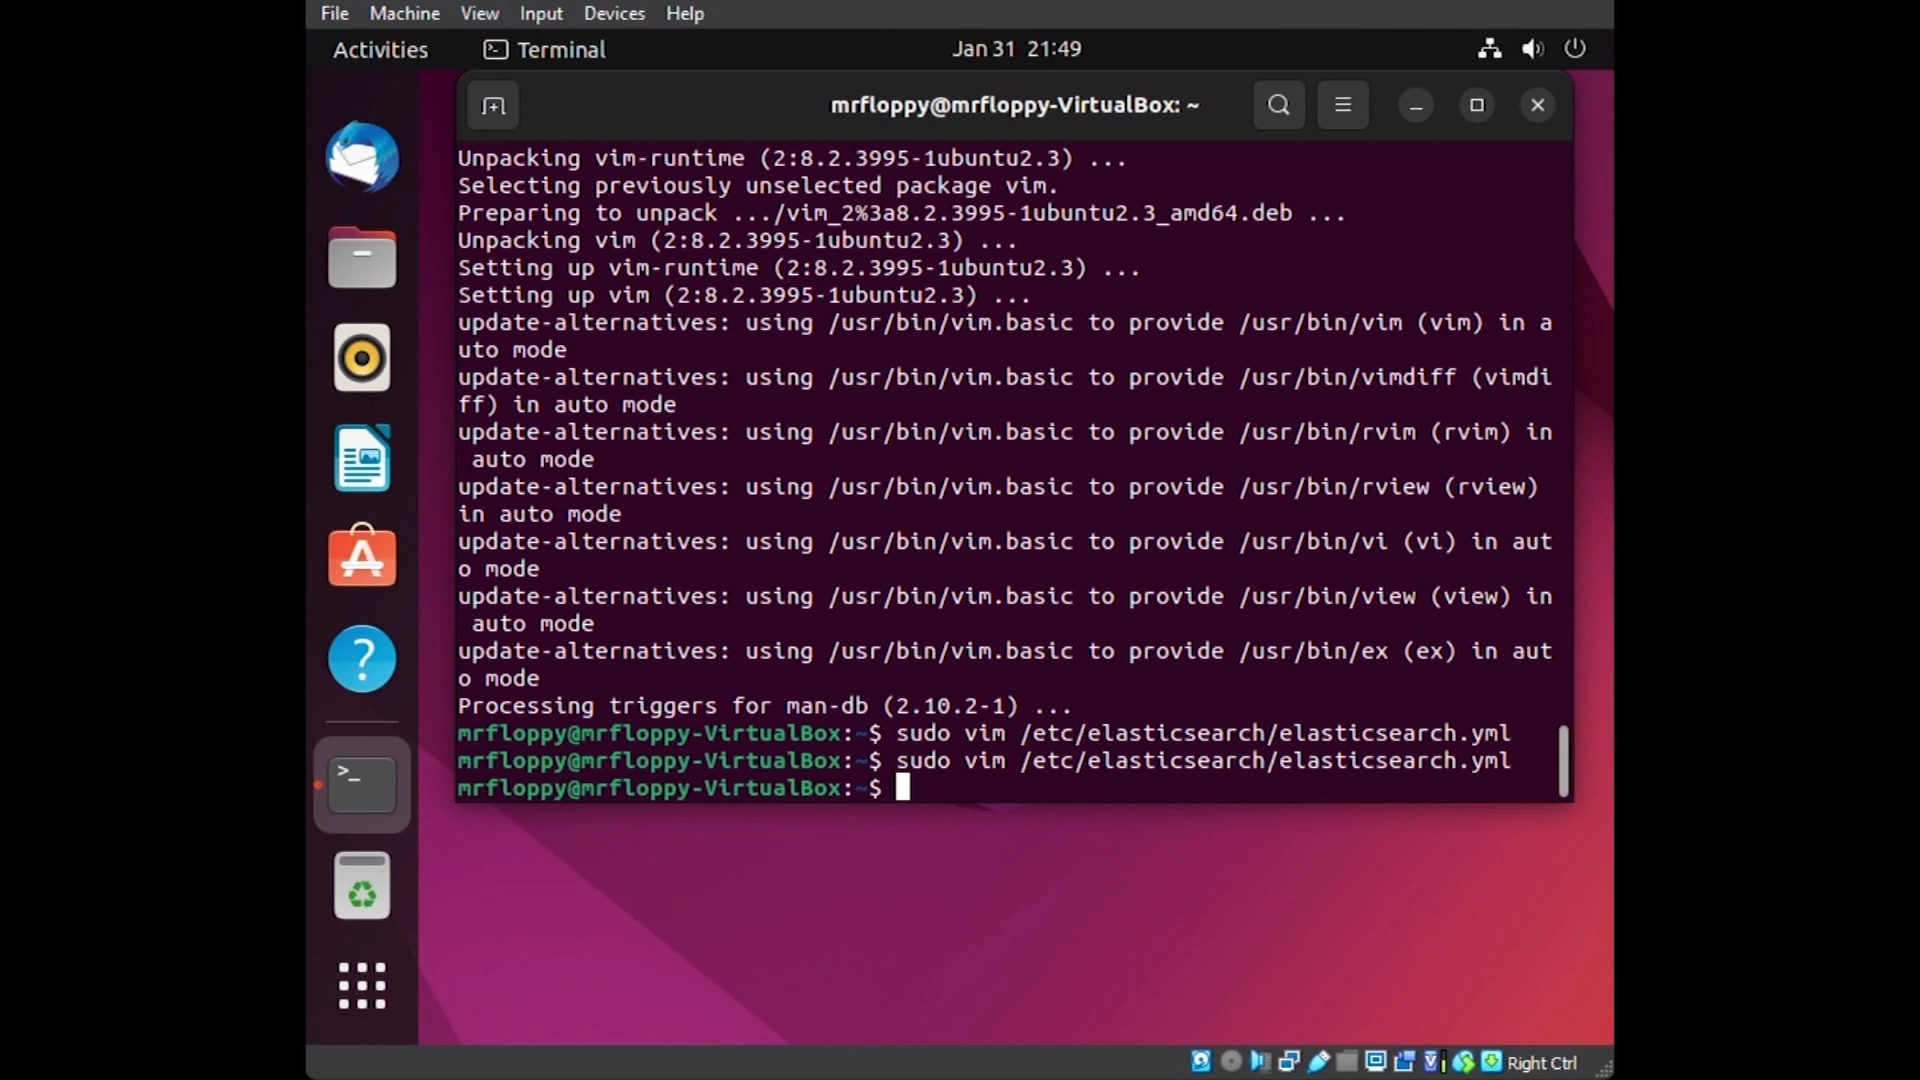 File Machine View Input Devices Help
Activities Terminal Jan 31 21:49
mrfloppy@mrfloppy-VirtualBox: ~
Unpacking vim-runtime (2:8.2.3995-1ubuntu2.3) ...
Selecting previously unselected package vim.
Preparing to unpack .../vim_2%3a8.2.3995-1ubuntu2.3_amd64.deb ...
Unpacking vim (2:8.2.3995-1ubuntu2.3) ...
Setting up vim-runtime (2:8.2.3995-1ubuntu2.3) ...
Setting up vim (2:8.2.3995-1ubuntu2.3) ...
update-alternatives: using /usr/bin/vim.basic to provide /usr/bin/vim (vim) in a
uto mode
update-alternatives: using /usr/bin/vim.basic to provide /usr/bin/vimdiff (vimdi
ff) in auto mode
update-alternatives: using /usr/bin/vim.basic to provide /usr/bin/rvim (rvim) in
 auto mode
update-alternatives: using /usr/bin/vim.basic to provide /usr/bin/rview (rview)
in auto mode
update-alternatives: using /usr/bin/vim.basic to provide /usr/bin/vi (vi) in aut
o mode
update-alternatives: using /usr/bin/vim.basic to provide /usr/bin/view (view) in
 auto mode
update-alternatives: using /usr/bin/vim.basic to provide /usr/bin/ex (ex) in aut
o mode
Processing triggers for man-db (2.10.2-1) ...
mrfloppy@mrfloppy-VirtualBox:~$ sudo vim /etc/elasticsearch/elasticsearch.yml
mrfloppy@mrfloppy-VirtualBox:~$ sudo vim /etc/elasticsearch/elasticsearch.yml
mrfloppy@mrfloppy-VirtualBox:~$
Right Ctrl